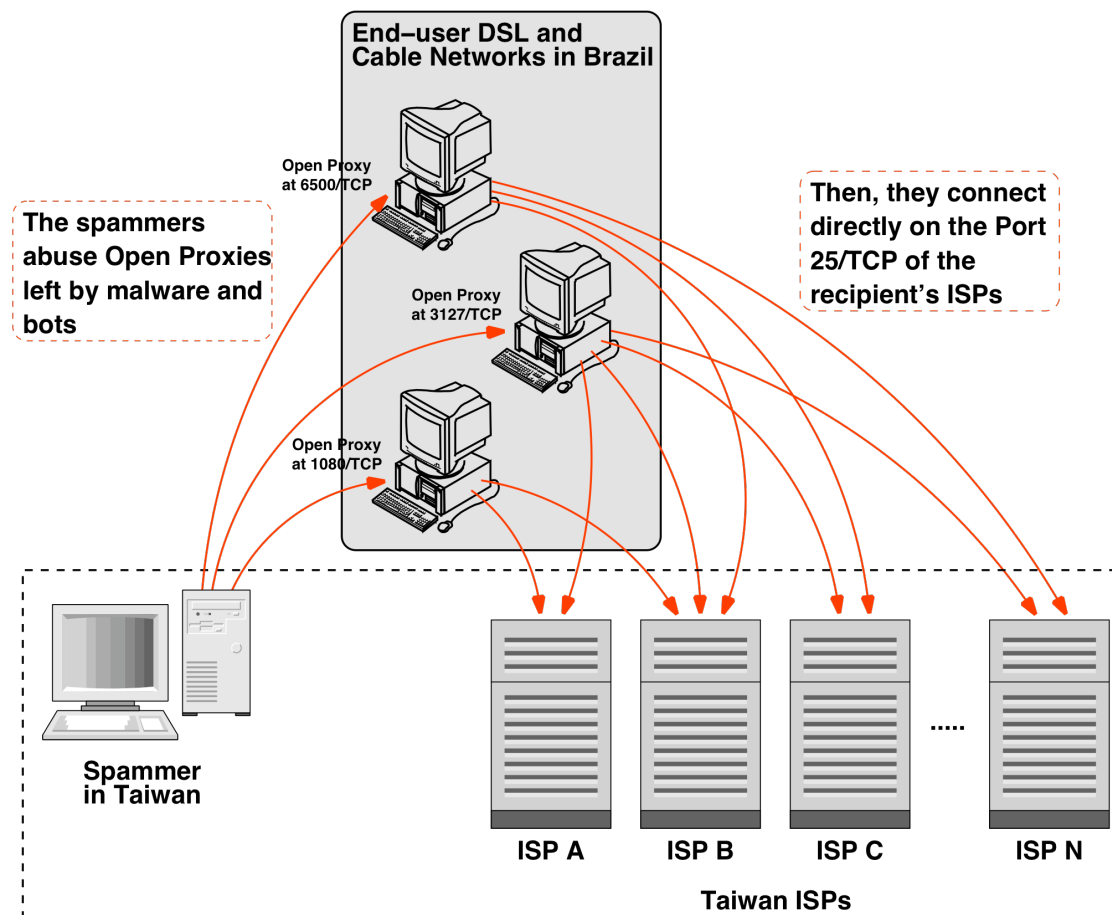 End–user DSL and
Cable Networks in Brazil
Open Proxy
at 6500/TCP
The spammers
abuse Open Proxies
left by malware and
bots
Then, they connect
directly on the Port
25/TCP of the
recipient's ISPs
Open Proxy
at 3127/TCP
Open Proxy
at 1080/TCP
Spammer
in Taiwan
.....
ISP A
ISP B
ISP C
ISP N
Taiwan ISPs